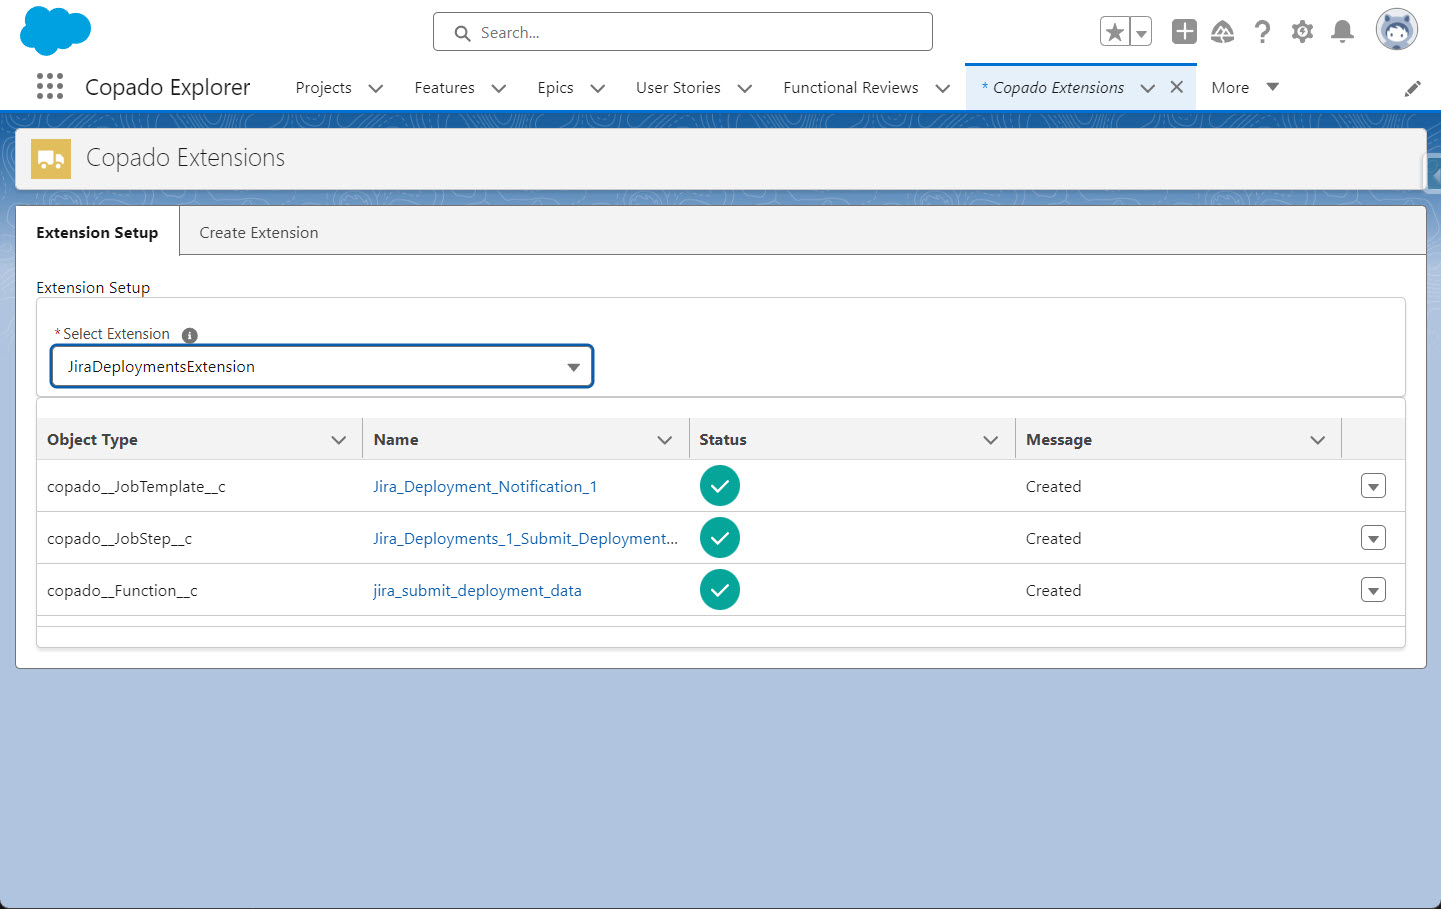 Search...
Copado Explorer Projects Features Epics User Stories Functional Reviews * Copado Extensions More
Copado Extensions
Extension Setup Create Extension
Extension Setup
*Select Extension
JiraDeploymentsExtension
Object Type Name Status Message
copado__JobTemplate__c Jira_Deployment_Notification_1 Created
copado__JobStep__c Jira_Deployments_1_Submit_Deployment... Created
copado__Function__c jira_submit_deployment_data Created